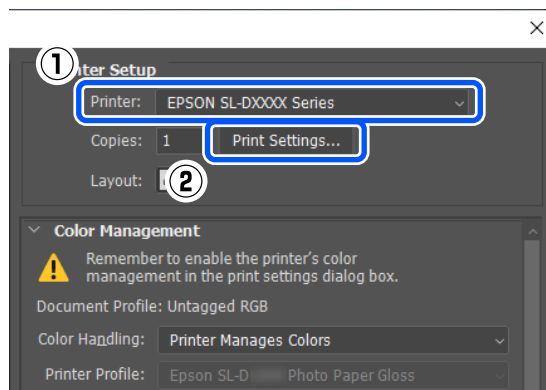 ①
nter Setup
Printer: EPSON SL-DXXXX Series
Copies: 1 Print Settings...
Layout: ②
Color Management
Remember to enable the printer's color
management in the print settings dialog box.
Document Profile: Untagged RGB
Color Handling: Printer Manages Colors
Printer Profile: Epson SL-D Photo Paper Gloss